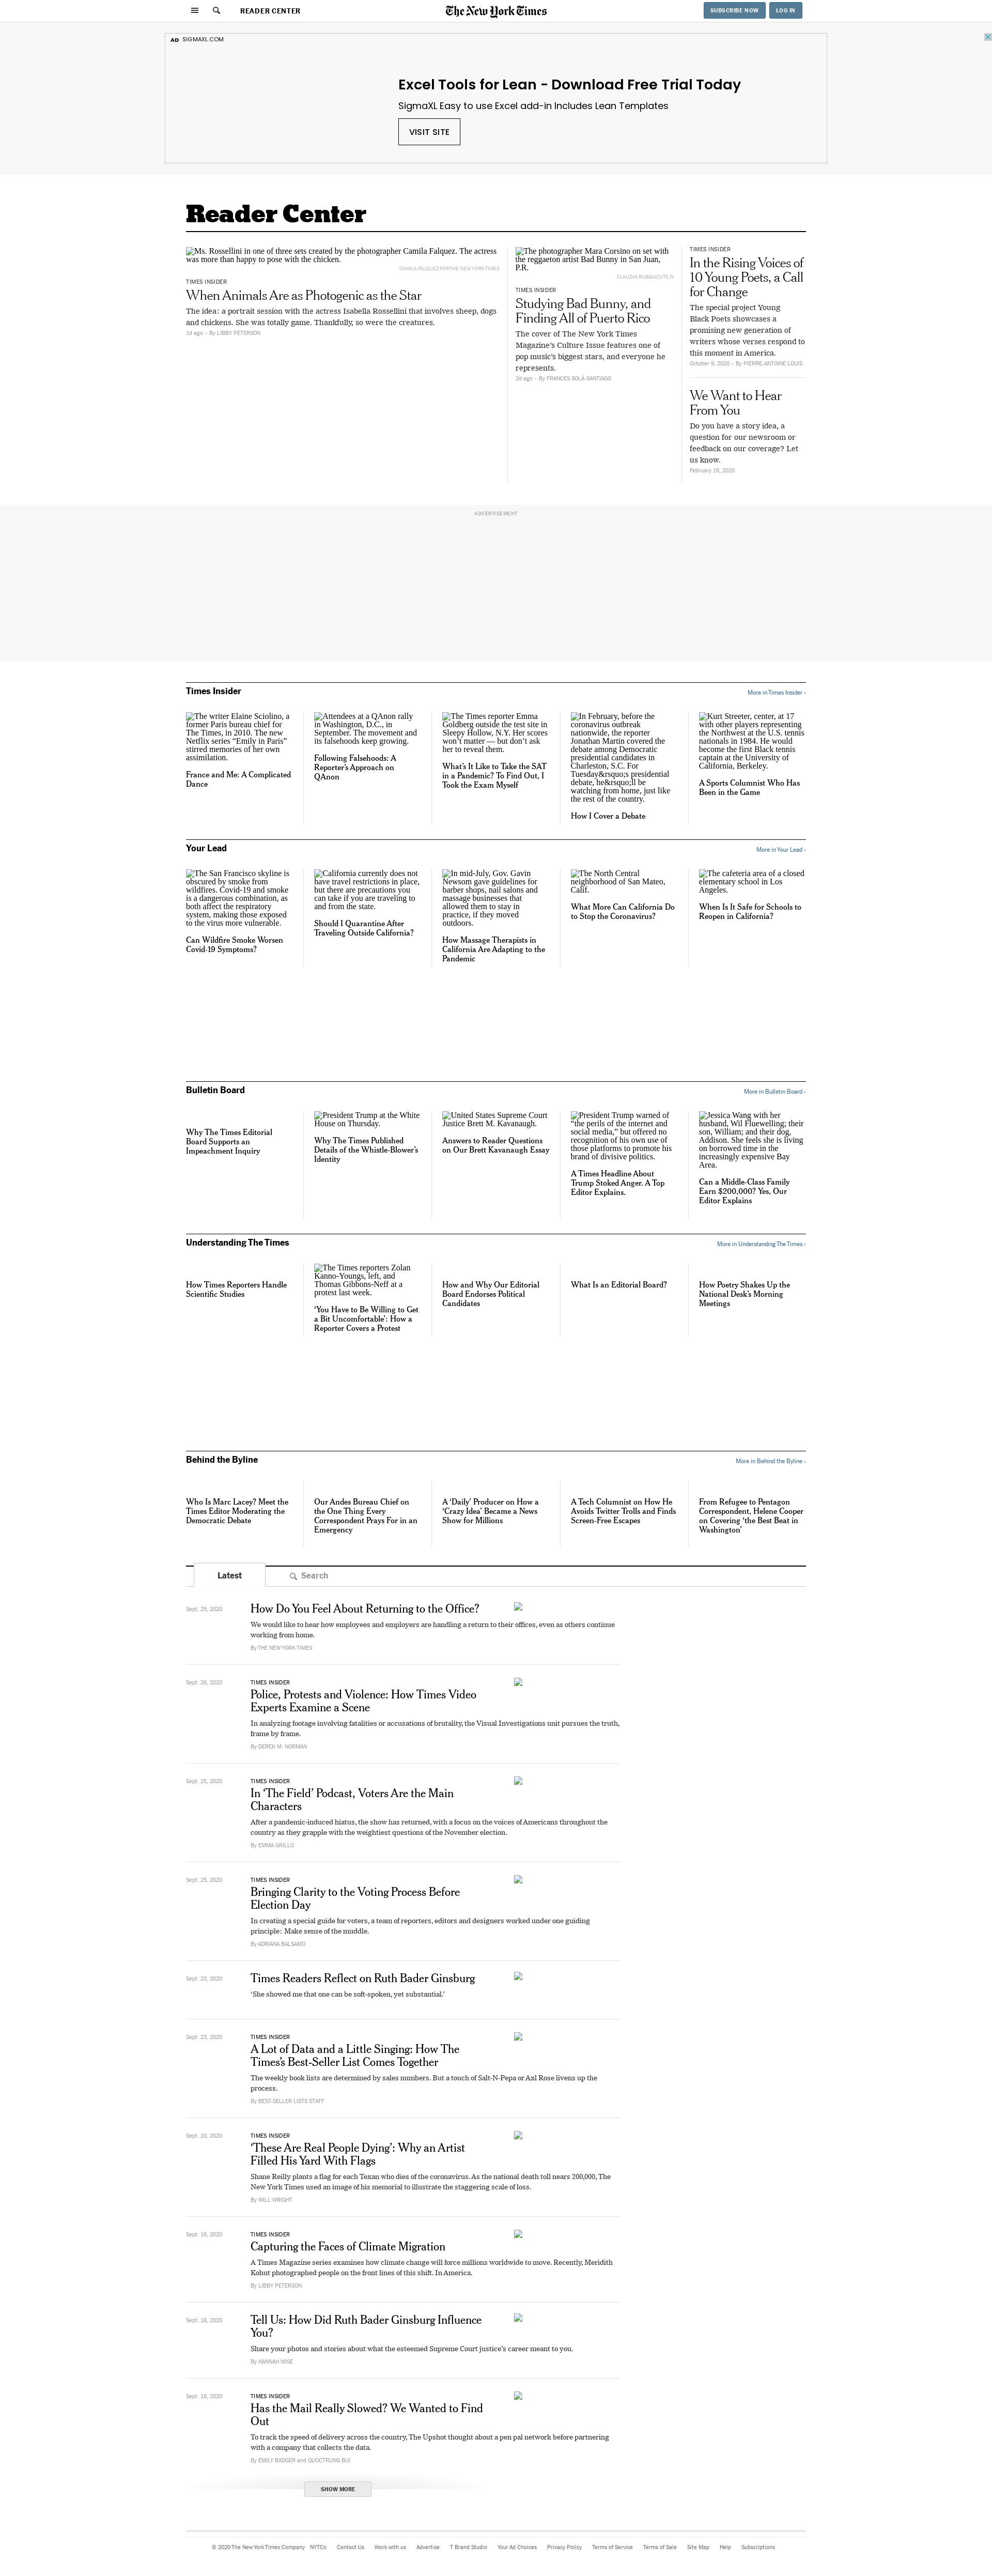 READER CENTER
The New York Times
SUBSCRIBE NOW
LOG IN
AD SIGMAXL.COM
Excel Tools for Lean - Download Free Trial Today
SigmaXL Easy to use Excel add-in Includes Lean Templates
VISIT SITE
Reader Center
Ms. Rossellini in one of three sets created by the photographer Camila Falquez. The actress
was more than happy to pose with the chicken.
CAMILA FALQUEZ FOR THE NEW YORK TIMES
TIMES INSIDER
When Animals Are as Photogenic as the Star
The idea: a portrait session with the actress Isabella Rossellini that involves sheep, dogs
and chickens. She was totally game. Thankfully, so were the creatures.
1d ago - By LIBBY PETERSON
The photographer Mara Corsino on set with
the reggaeton artist Bad Bunny in San Juan,
P.R.
TIMES INSIDER
Studying Bad Bunny, and
Finding All of Puerto Rico
The cover of The New York Times
Magazine's Culture Issue features one of
pop music's biggest stars, and everyone he
represents.
2d ago - By FRANCES SOLÁ-SANTIAGO
TIMES INSIDER
In the Rising Voices of
10 Young Poets, a Call
for Change
The special project Young
Black Poets showcases a
promising new generation of
writers whose verses respond to
this moment in America.
October 9, 2020 - By PIERRE-ANTOINE LOUIS
We Want to Hear
From You
Do you have a story idea, a
question for our newsroom or
feedback on our coverage? Let
us know.
February 18, 2020
ADVERTISEMENT
Times Insider
More in Times Insider ›
The writer Elaine Sciolino, a
former Paris bureau chief for
The Times, in 2010. The new
Netflix series “Emily in Paris”
stirred memories of her own
assimilation.
France and Me: A Complicated
Dance
Attendees at a QAnon rally
in Washington, D.C., in
September. The movement and
its falsehoods keep growing.
Following Falsehoods: A
Reporter’s Approach on
QAnon
The Times reporter Emma
Goldberg outside the test site in
Sleepy Hollow, N.Y. Her scores
won’t matter — but don’t ask
her to reveal them.
What’s It Like to Take the SAT
in a Pandemic? To Find Out, I
Took the Exam Myself
In February, before the
coronavirus outbreak
nationwide, the reporter
Jonathan Martin covered the
debate among Democratic
presidential candidates in
Charleston, S.C. For
Tuesday&rsquo;s presidential
debate, he&rsquo;ll be
watching from home, just like
the rest of the country.
How I Cover a Debate
Kurt Streeter, center, at 17
with other players representing
the Northwest at the U.S. tennis
nationals in 1984. He would
become the first Black tennis
captain at the University of
California, Berkeley.
A Sports Columnist Who Has
Been in the Game
Your Lead
More in Your Lead ›
The San Francisco skyline is
obscured by smoke from
wildfires. Covid-19 and smoke
is a dangerous combination, as
both affect the respiratory
system, making those exposed
to the virus more vulnerable.
Can Wildfire Smoke Worsen
Covid-19 Symptoms?
California currently does not
have travel restrictions in place,
but there are precautions you
can take if you are traveling to
and from the state.
Should I Quarantine After
Traveling Outside California?
In mid-July, Gov. Gavin
Newsom gave guidelines for
barber shops, nail salons and
massage businesses that
allowed them to stay in
practice, if they moved
outdoors.
How Massage Therapists in
California Are Adapting to the
Pandemic
The North Central
neighborhood of San Mateo,
Calif.
What More Can California Do
to Stop the Coronavirus?
The cafeteria area of a closed
elementary school in Los
Angeles.
When Is It Safe for Schools to
Reopen in California?
Bulletin Board
More in Bulletin Board ›
Why The Times Editorial
Board Supports an
Impeachment Inquiry
President Trump at the White
House on Thursday.
Why The Times Published
Details of the Whistle-Blower’s
Identity
United States Supreme Court
Justice Brett M. Kavanaugh.
Answers to Reader Questions
on Our Brett Kavanaugh Essay
President Trump warned of
“the perils of the internet and
social media,” but offered no
recognition of his own use of
those platforms to promote his
brand of divisive politics.
A Times Headline About
Trump Stoked Anger. A Top
Editor Explains.
Jessica Wang with her
husband, Wil Fluewelling; their
son, William; and their dog,
Addison. She feels she is living
on borrowed time in the
increasingly expensive Bay
Area.
Can a Middle-Class Family
Earn $200,000? Yes, Our
Editor Explains
Understanding The Times
More in Understanding The Times ›
How Times Reporters Handle
Scientific Studies
The Times reporters Zolan
Kanno-Youngs, left, and
Thomas Gibbons-Neff at a
protest last week.
‘You Have to Be Willing to Get
a Bit Uncomfortable’: How a
Reporter Covers a Protest
How and Why Our Editorial
Board Endorses Political
Candidates
What Is an Editorial Board?
How Poetry Shakes Up the
National Desk’s Morning
Meetings
Behind the Byline
More in Behind the Byline ›
Who Is Marc Lacey? Meet the
Times Editor Moderating the
Democratic Debate
Our Andes Bureau Chief on
the One Thing Every
Correspondent Prays For in an
Emergency
A ‘Daily’ Producer on How a
‘Crazy Idea’ Became a News
Show for Millions
A Tech Columnist on How He
Avoids Twitter Trolls and Finds
Screen-Free Escapes
From Refugee to Pentagon
Correspondent, Helene Cooper
on Covering ‘the Best Beat in
Washington’
Latest
Search
Sept. 29, 2020
How Do You Feel About Returning to the Office?
We would like to hear how employees and employers are handling a return to their offices, even as others continue
working from home.
By THE NEW YORK TIMES
Sept. 26, 2020
TIMES INSIDER
Police, Protests and Violence: How Times Video
Experts Examine a Scene
In analyzing footage involving fatalities or accusations of brutality, the Visual Investigations unit pursues the truth,
frame by frame.
By DEREK M. NORMAN
Sept. 25, 2020
TIMES INSIDER
In ‘The Field’ Podcast, Voters Are the Main
Characters
After a pandemic-induced hiatus, the show has returned, with a focus on the voices of Americans throughout the
country as they grapple with the weightiest questions of the November election.
By EMMA GRILLO
Sept. 25, 2020
TIMES INSIDER
Bringing Clarity to the Voting Process Before
Election Day
In creating a special guide for voters, a team of reporters, editors and designers worked under one guiding
principle: Make sense of the muddle.
By ADRIANA BALSAMO
Sept. 23, 2020
Times Readers Reflect on Ruth Bader Ginsburg
‘She showed me that one can be soft-spoken, yet substantial.’
Sept. 23, 2020
TIMES INSIDER
A Lot of Data and a Little Singing: How The
Times’s Best-Seller List Comes Together
The weekly book lists are determined by sales numbers. But a touch of Salt-N-Pepa or Axl Rose livens up the
process.
By BEST-SELLER LISTS STAFF
Sept. 20, 2020
TIMES INSIDER
‘These Are Real People Dying’: Why an Artist
Filled His Yard With Flags
Shane Reilly plants a flag for each Texan who dies of the coronavirus. As the national death toll nears 200,000, The
New York Times used an image of his memorial to illustrate the staggering scale of loss.
By WILL WRIGHT
Sept. 19, 2020
TIMES INSIDER
Capturing the Faces of Climate Migration
A Times Magazine series examines how climate change will force millions worldwide to move. Recently, Meridith
Kohut photographed people on the front lines of this shift. In America.
By LIBBY PETERSON
Sept. 18, 2020
Tell Us: How Did Ruth Bader Ginsburg Influence
You?
Share your photos and stories about what the esteemed Supreme Court justice’s career meant to you.
By HANNAH WISE
Sept. 18, 2020
TIMES INSIDER
Has the Mail Really Slowed? We Wanted to Find
Out
To track the speed of delivery across the country, The Upshot thought about a pen pal network before partnering
with a company that collects the data.
By EMILY BADGER and QUOCTRUNG BUI
SHOW MORE
© 2020 The New York Times Company NYTCo Contact Us Work with us Advertise T Brand Studio Your Ad Choices Privacy Policy Terms of Service Terms of Sale Site Map Help Subscriptions